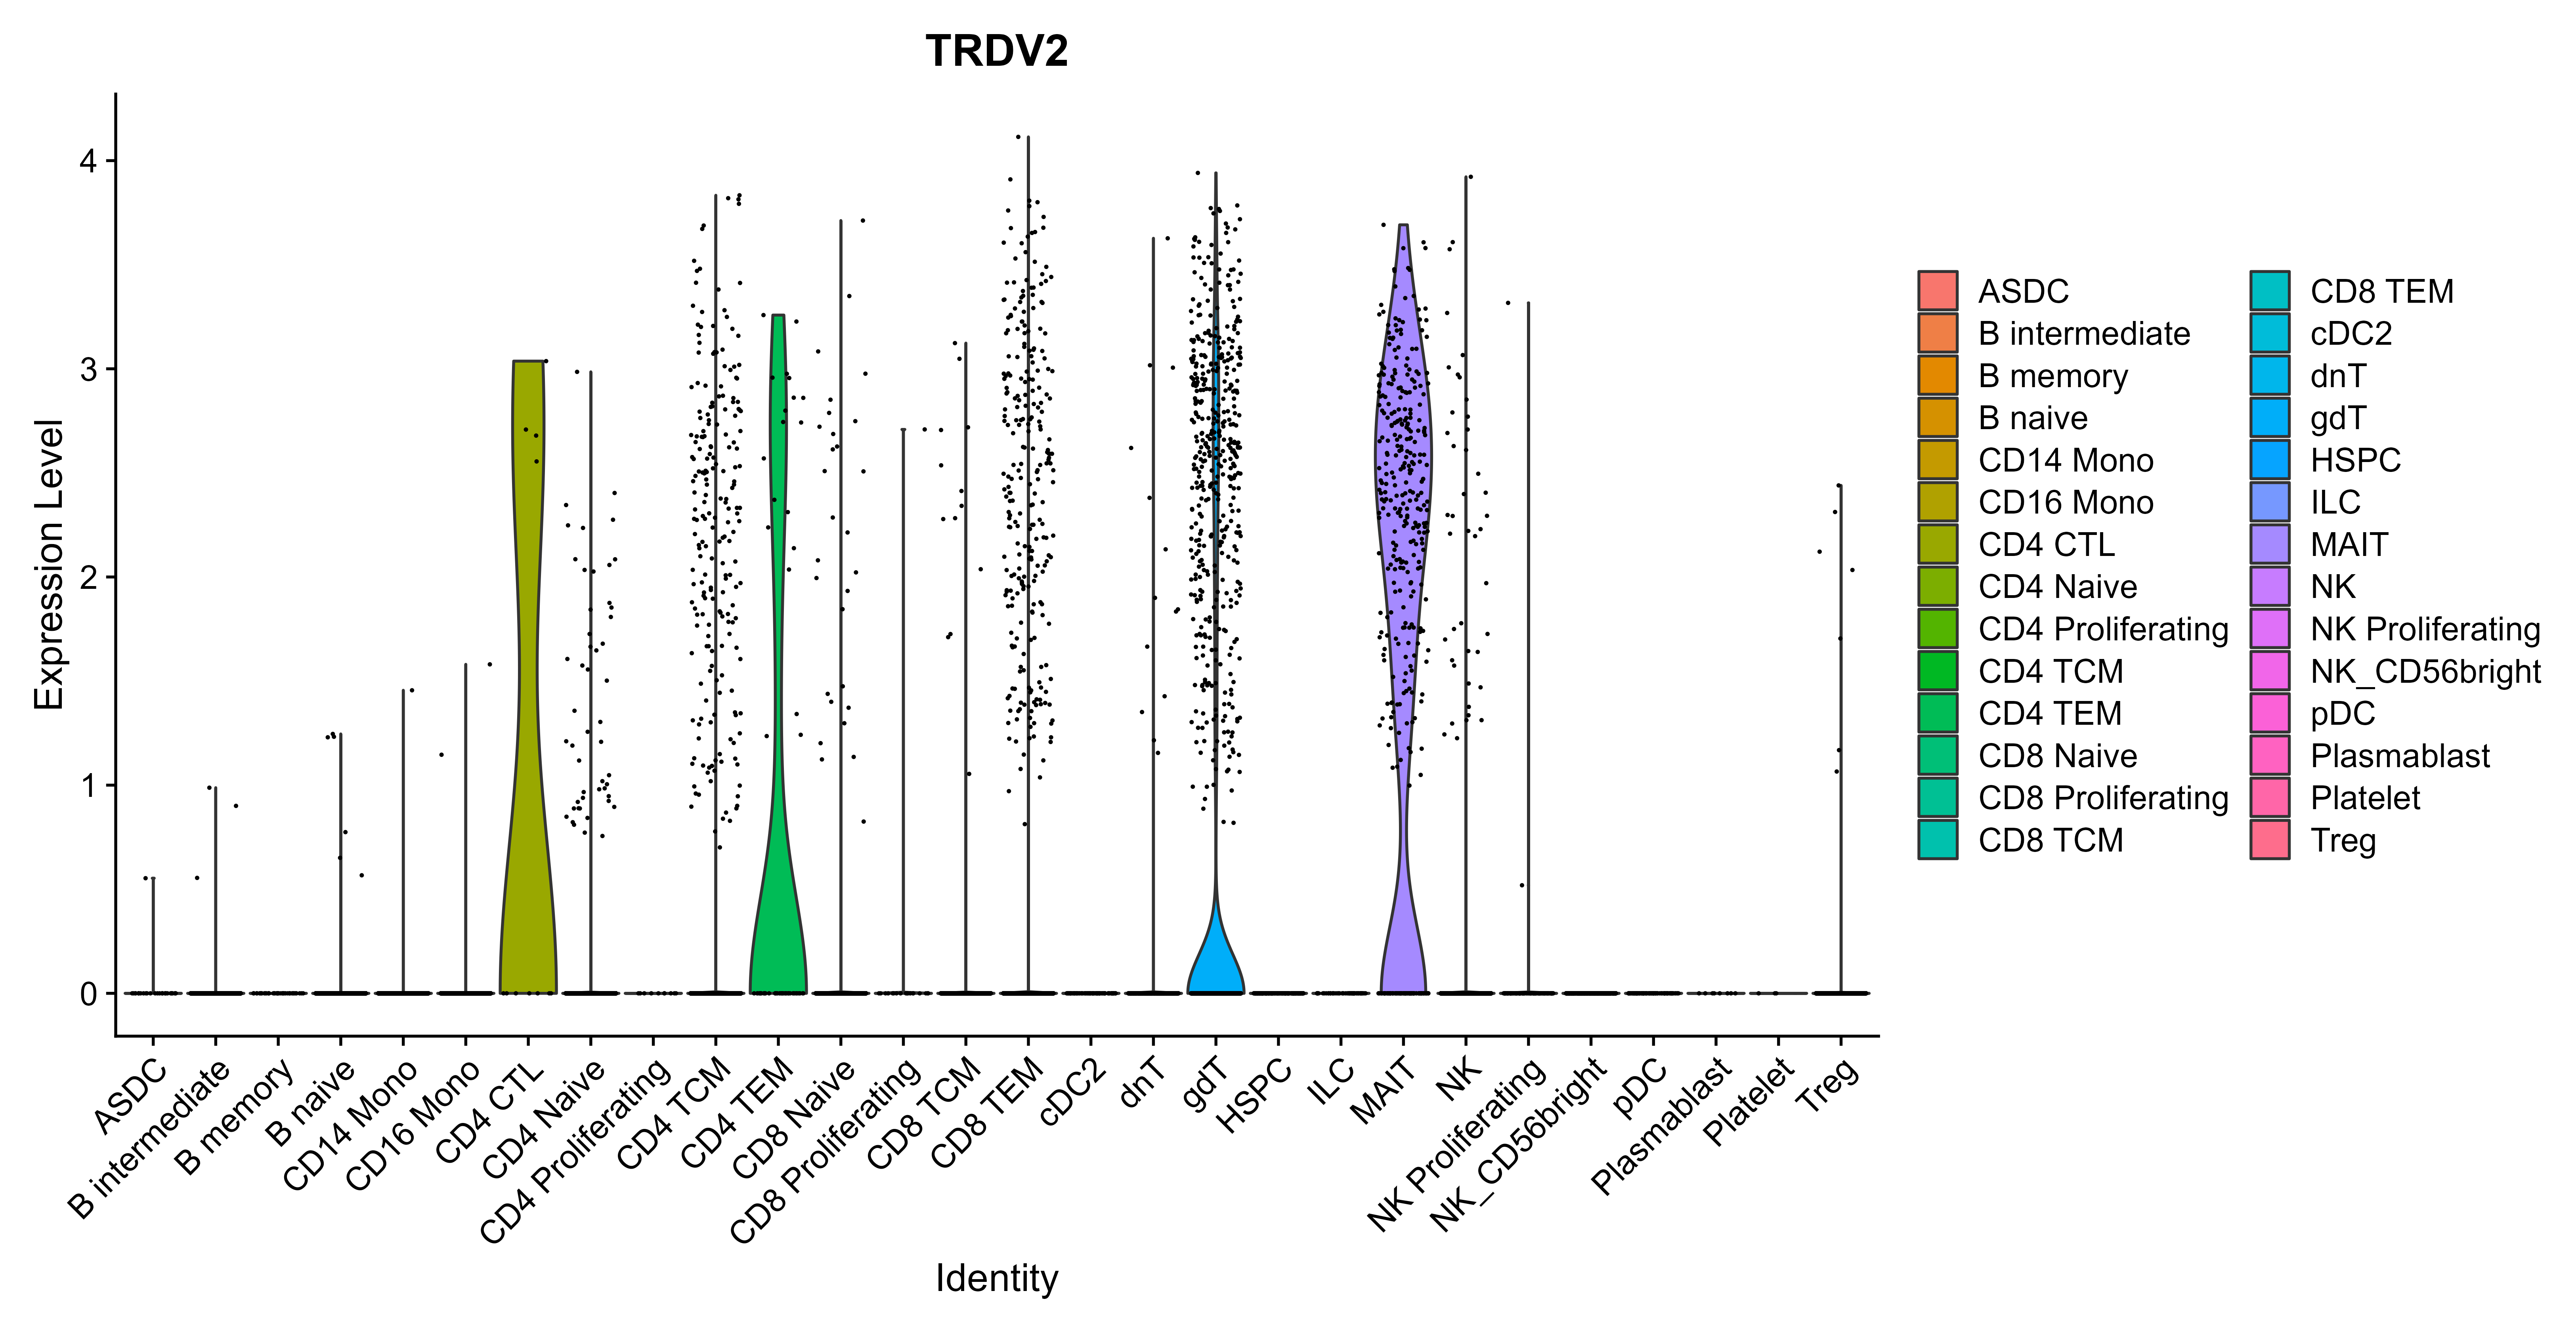 TRDV2
Expression Level
4
3
2
1
0
ASDC
B intermediate
B memory
B naive
CD14 Mono
CD16 Mono
CD4 CTL
CD4 Naive
CD4 Proliferating
CD4 TCM
CD4 TEM
CD8 Naive
CD8 Proliferating
CD8 TCM
CD8 TEM
cDC2
dnT
gdT
HSPC
ILC
MAIT
NK
NK Proliferating
NK_CD56bright
pDC
Plasmablast
Platelet
Treg
Identity
ASDC
B intermediate
B memory
B naive
CD14 Mono
CD16 Mono
CD4 CTL
CD4 Naive
CD4 Proliferating
CD4 TCM
CD4 TEM
CD8 Naive
CD8 Proliferating
CD8 TCM
CD8 TEM
cDC2
dnT
gdT
HSPC
ILC
MAIT
NK
NK Proliferating
NK_CD56bright
pDC
Plasmablast
Platelet
Treg